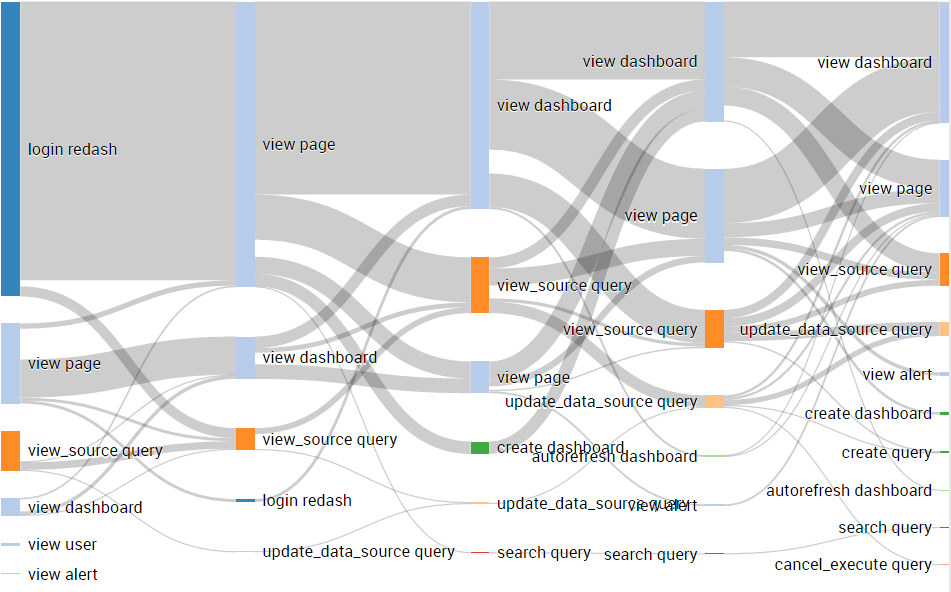 login redash
view page
view_source query
view dashboard
view user
view alert
view page
view dashboard
view_source query
login redash
update_data_source query
view dashboard
view_source query
view page
create dashboard
update_data_source query
search query
view dashboard
view page
view_source query
update_data_source query
autorefresh dashboard
view alert
search query
view dashboard
view page
view_source query
update_data_source query
view alert
create dashboard
create query
autorefresh dashboard
search query
cancel_execute query